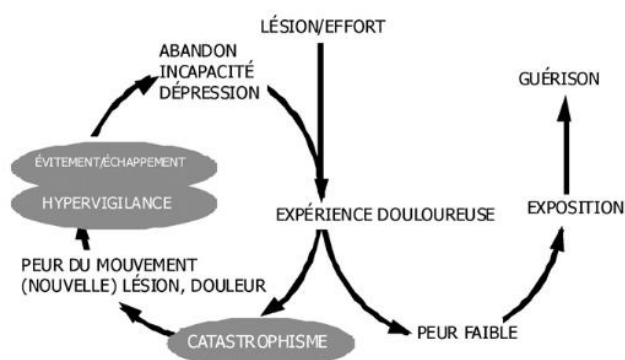 LÉSION/EFFORT
ABANDON
INCAPACITÉ
DÉPRESSION
GUÉRISON
ÉVITEMENT/ÉCHAPPEMENT
HYPERVIGILANCE
EXPÉRIENCE DOULOUREUSE
EXPOSITION
PEUR DU MOUVEMENT
(NOUVELLE) LÉSION, DOULEUR
CATASTROPHISME
PEUR FAIBLE